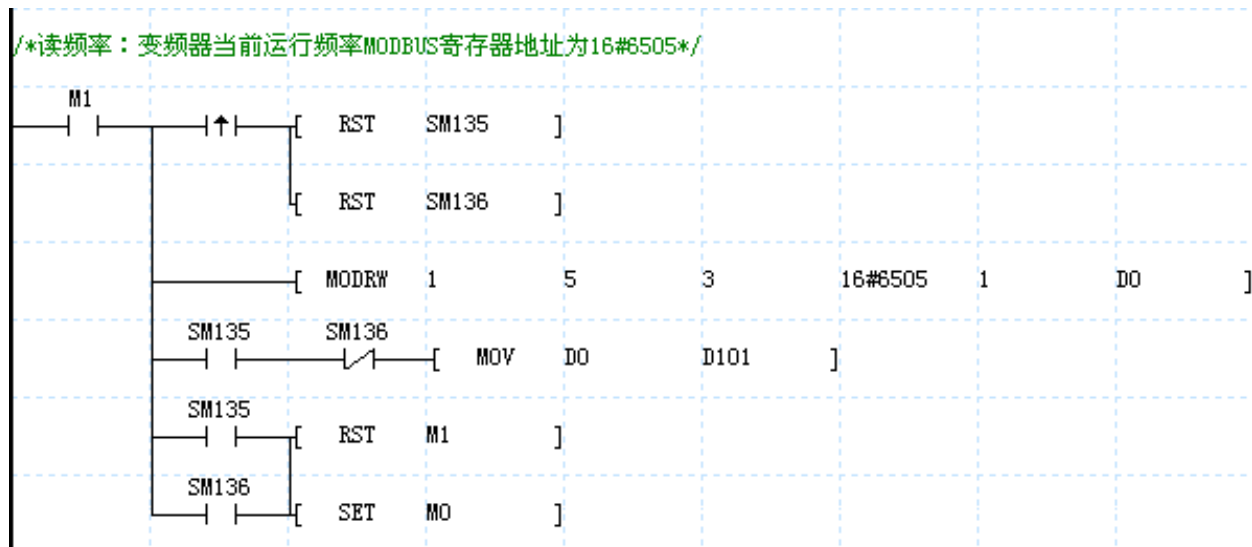 /*读频率：变频器当前运行频率MODBUS寄存器地址为16#6505*/
M1
[ RST SM135 ]
[ RST SM136 ]
[ MODRW 1 5 3 16#6505 1 D0 ]
SM135 SM136
[ MOV D0 D101 ]
SM135
[ RST M1 ]
SM136
[ SET M0 ]